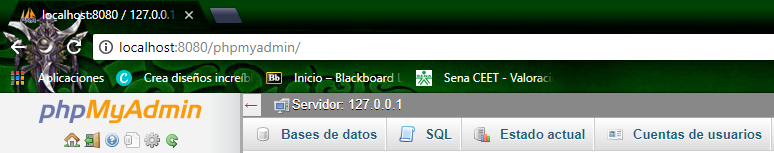 localhost:8080 / 127.0.0.1
localhost:8080/phpmyadmin/
Aplicaciones Crea diseños increíbl Bb Inicio – Blackboard L Sena CEET - Valoraci
phpMyAdmin
Servidor: 127.0.0.1
Bases de datos SQL Estado actual Cuentas de usuarios